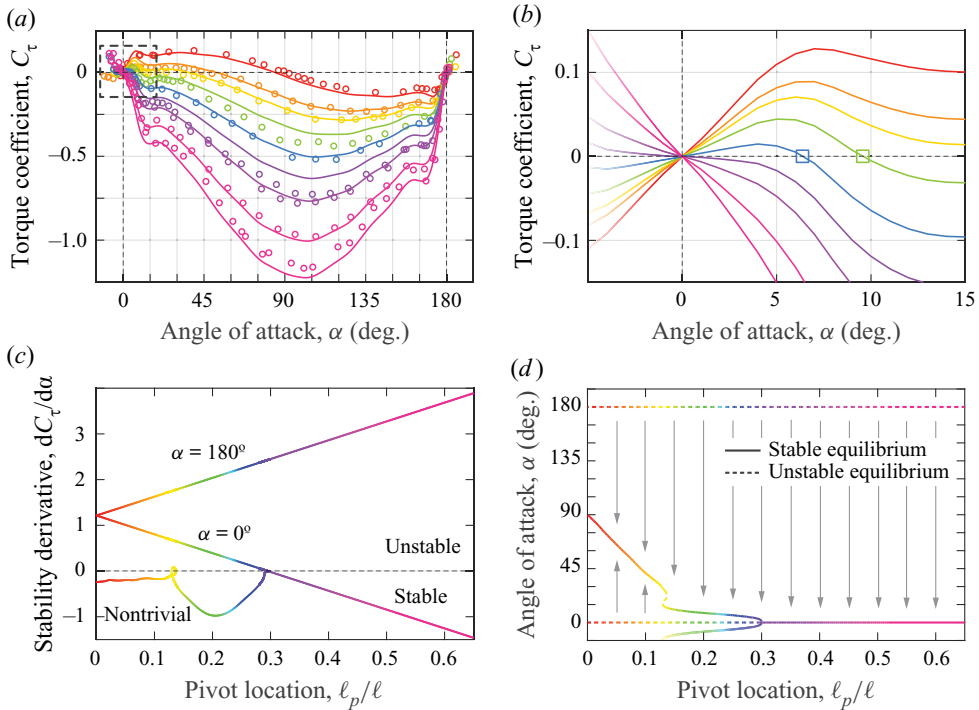 (a)
Torque coefficient, Cτ
0
−0.5
−1.0
0
45
90
135
180
Angle of attack, α (deg.)
(b)
Torque coefficient, Cτ
0.1
0
−0.1
0
5
10
15
Angle of attack, α (deg.)
(c)
Stability derivative, dCτ/dα
3
2
1
0
−1
α = 180º
α = 0º
Unstable
Stable
Nontrivial
0
0.1
0.2
0.3
0.4
0.5
0.6
Pivot location, ℓp/ℓ
(d)
Angle of attack, α (deg.)
180
135
90
45
0
Stable equilibrium
Unstable equilibrium
0
0.1
0.2
0.3
0.4
0.5
0.6
Pivot location, ℓp/ℓ